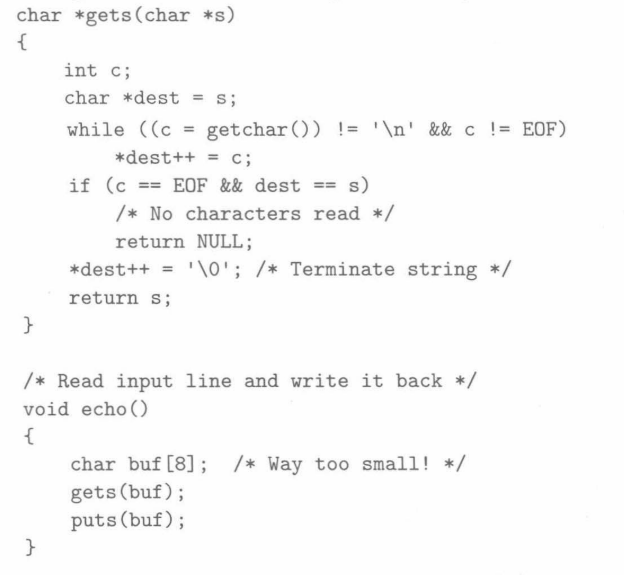 char *gets(char *s)
{
    int c;
    char *dest = s;
    while ((c = getchar()) != '\n' && c != EOF)
        *dest++ = c;
    if (c == EOF && dest == s)
        /* No characters read */
        return NULL;
    *dest++ = '\0'; /* Terminate string */
    return s;
}

/* Read input line and write it back */
void echo()
{
    char buf[8];  /* Way too small! */
    gets(buf);
    puts(buf);
}